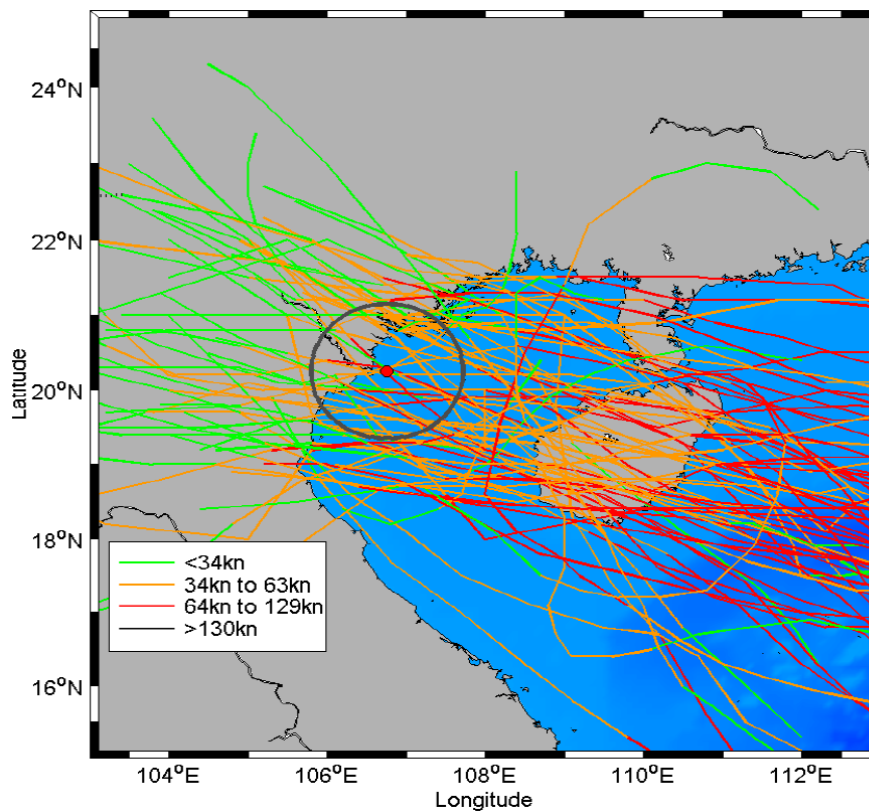 24°N
22°N
20°N
18°N
16°N
Latitude
<34kn
34kn to 63kn
64kn to 129kn
>130kn
104°E
106°E
108°E
110°E
112°E
Longitude